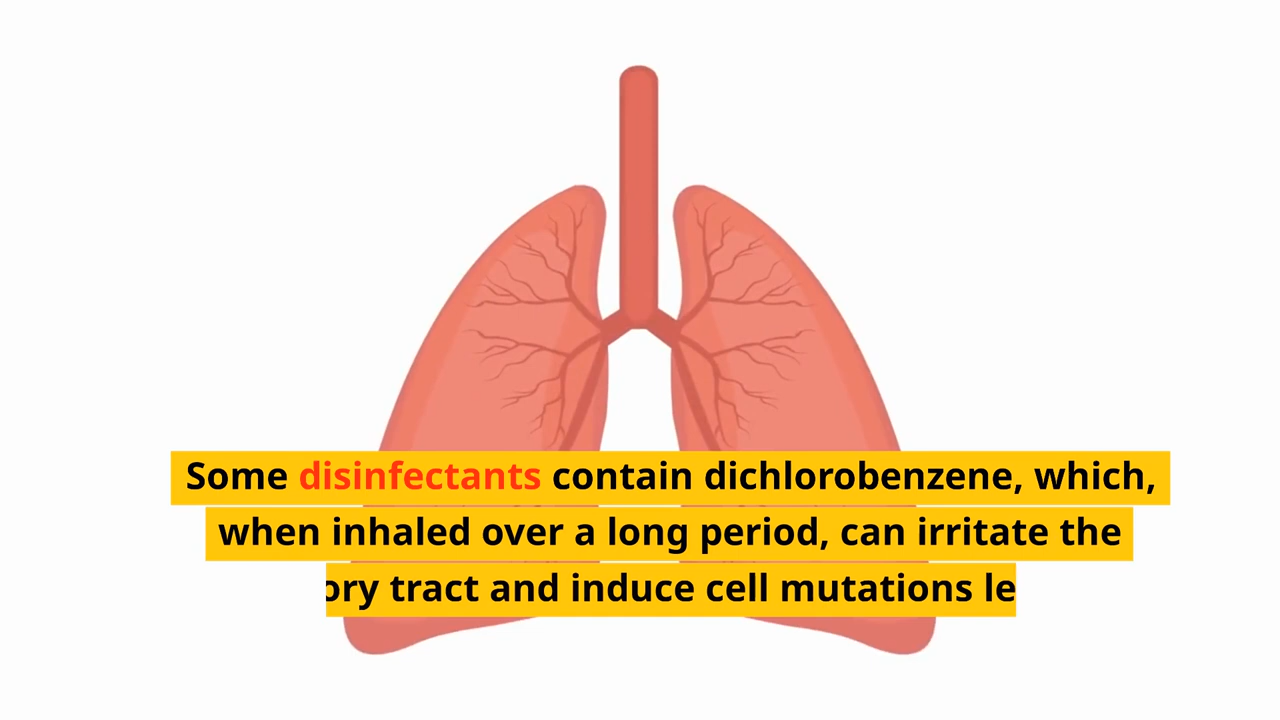 Some disinfectants contain dichlorobenzene, which,
when inhaled over a long period, can irritate the
ory tract and induce cell mutations le